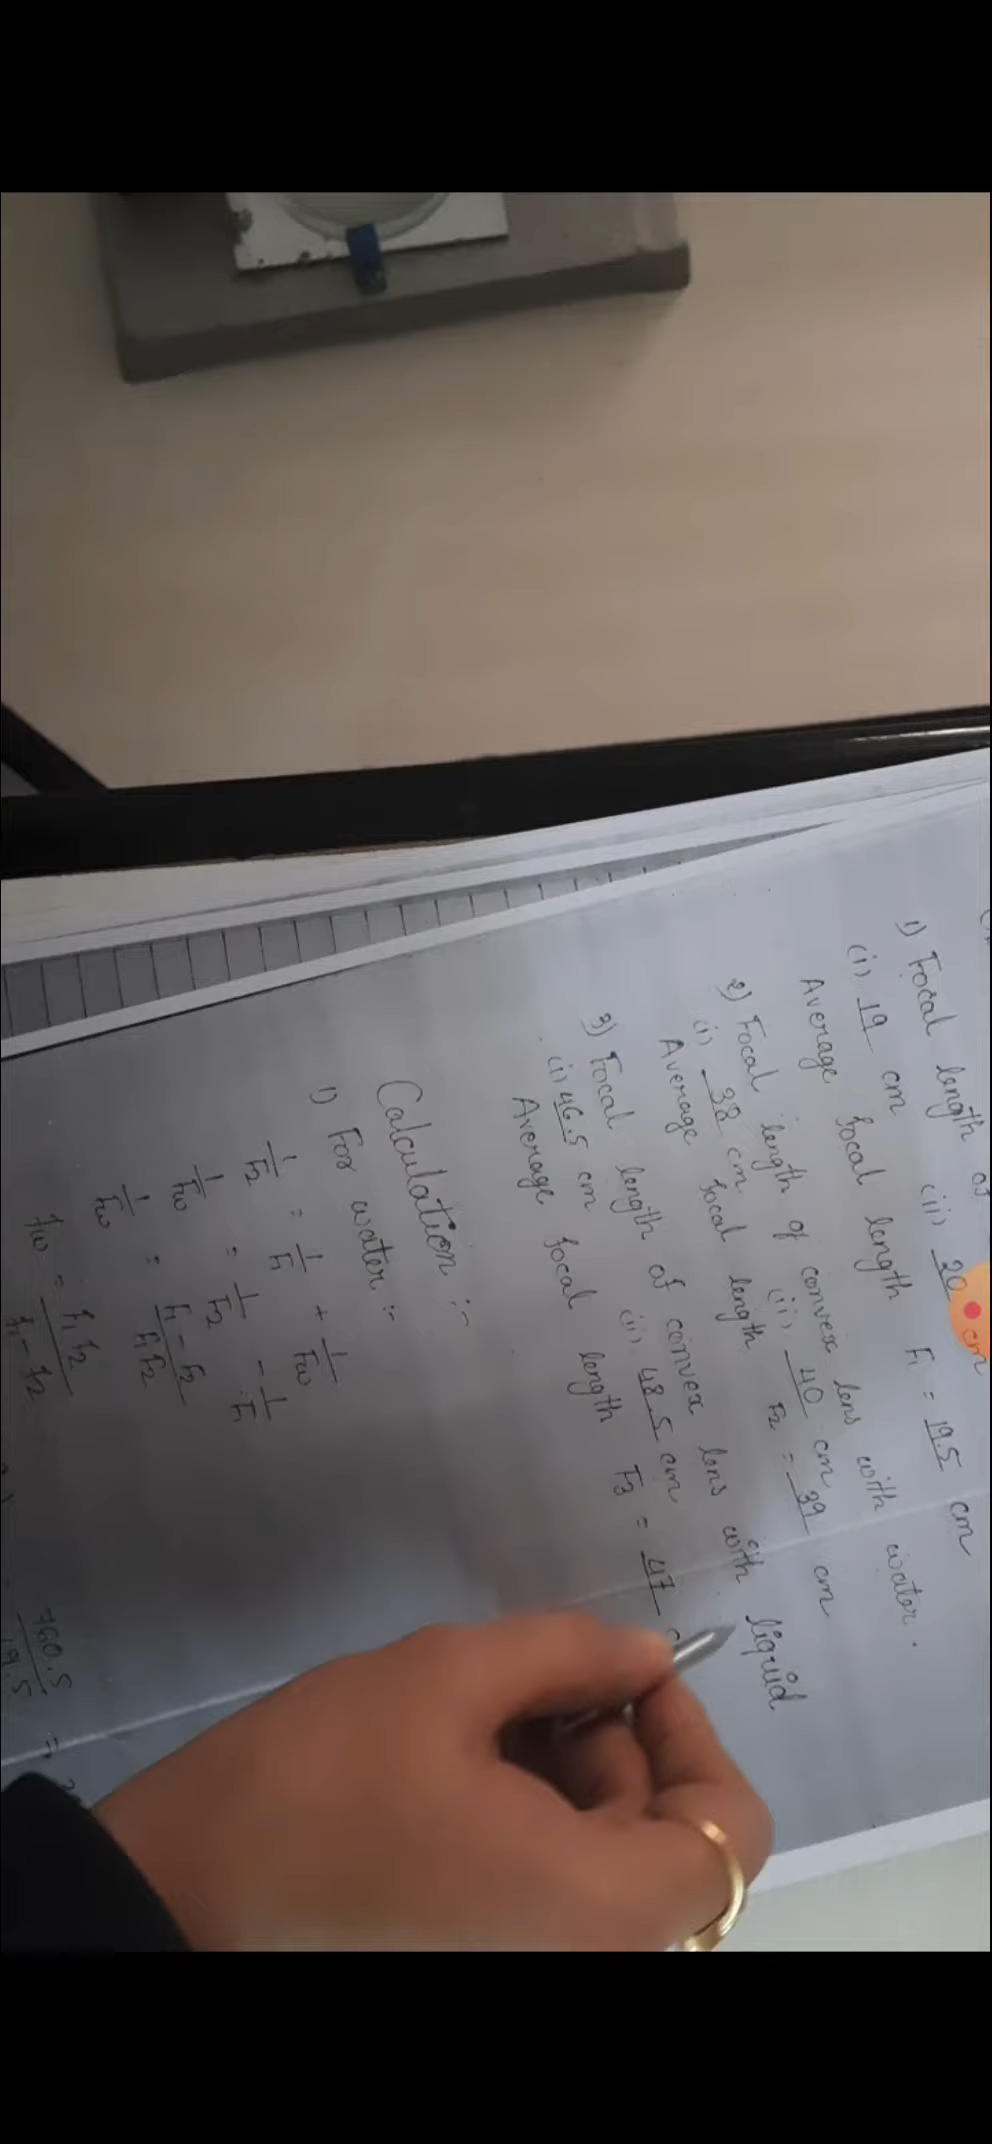 1) Focal length of
(i) 19 cm (ii) 20 cm
Average focal length F1 = 19.5 cm
2) Focal length of convex lens with water.
(i) 38 cm (ii) 40 cm
Average focal length F2 = 39 cm
3) Focal length of convex lens with liquid
(i) 46.5 cm (ii) 48.5 cm
Average focal length F3 = 47
Calculation :-
1) For water :-
1/F2 = 1/F1 + 1/Fw
1/Fw = 1/F2 - 1/F1
1/Fw = F1 - F2 / F1 F2
fw = F1 F2 / F1 - F2
760.5 / 19.5 =